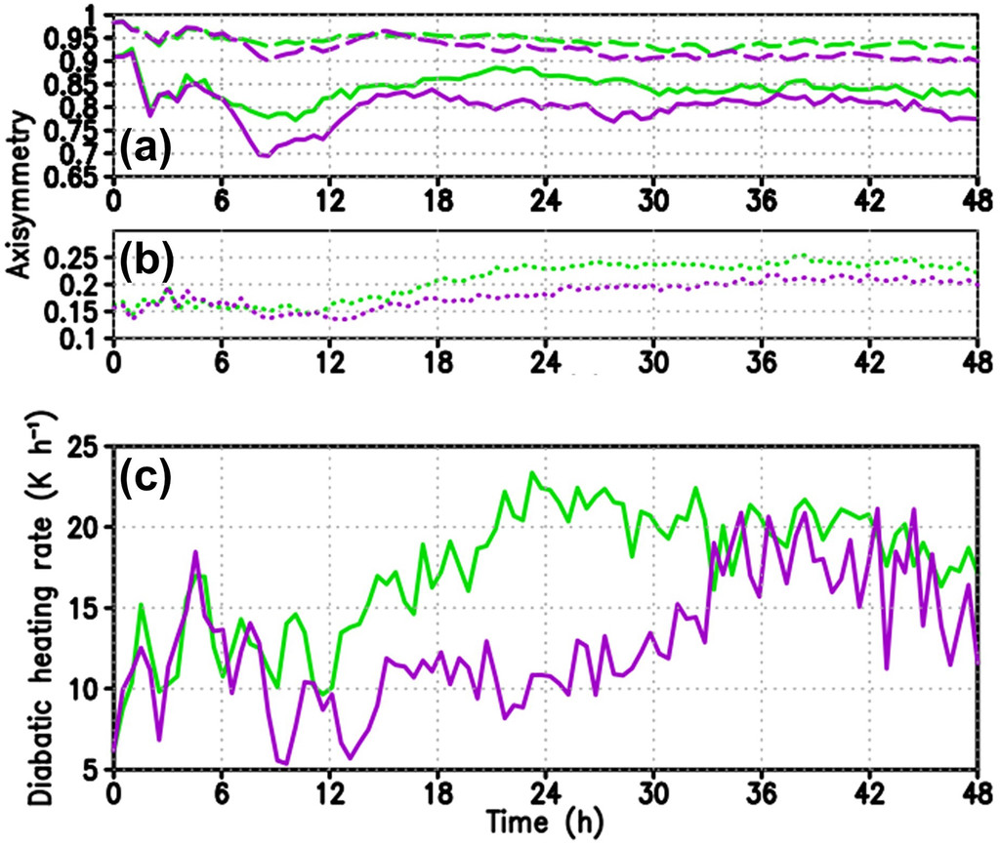 1
0.95
0.9
0.85
0.8
0.75
0.7
0.65
(a)
0 6 12 18 24 30 36 42 48
Axisymmetry
(b)
0.25
0.2
0.15
0.1
0 6 12 18 24 30 36 42 48
(c)
Diabatic heating rate (K h⁻¹)
25
20
15
10
5
0 6 12 18 24 30 36 42 48
Time (h)